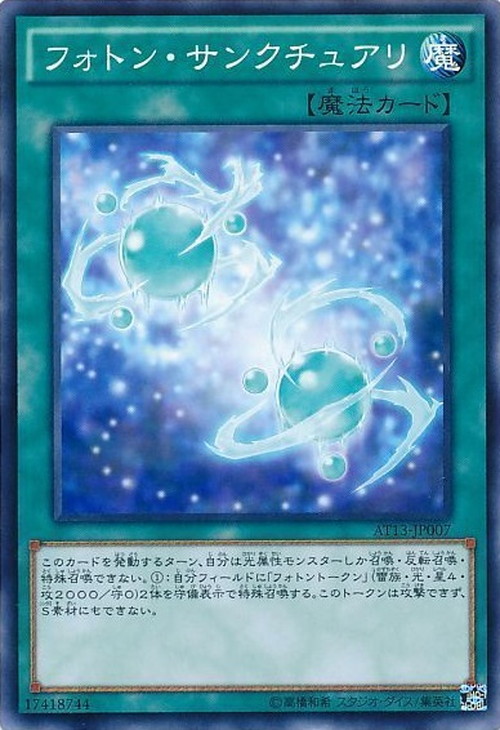 フォトン・サンクチュアリ 魔
【魔法カード】
AT13-JP007
このカードを発動するターン、自分は光属性モンスターしか召喚・反転召喚・
特殊召喚できない。①:自分フィールドに「フォトントークン」(雷族・光・星4・
攻2000/守0)2体を守備表示で特殊召喚する。このトークンは攻撃できず、
S素材にもできない。
17418744 ©高橋和希 スタジオ・ダイス/集英社